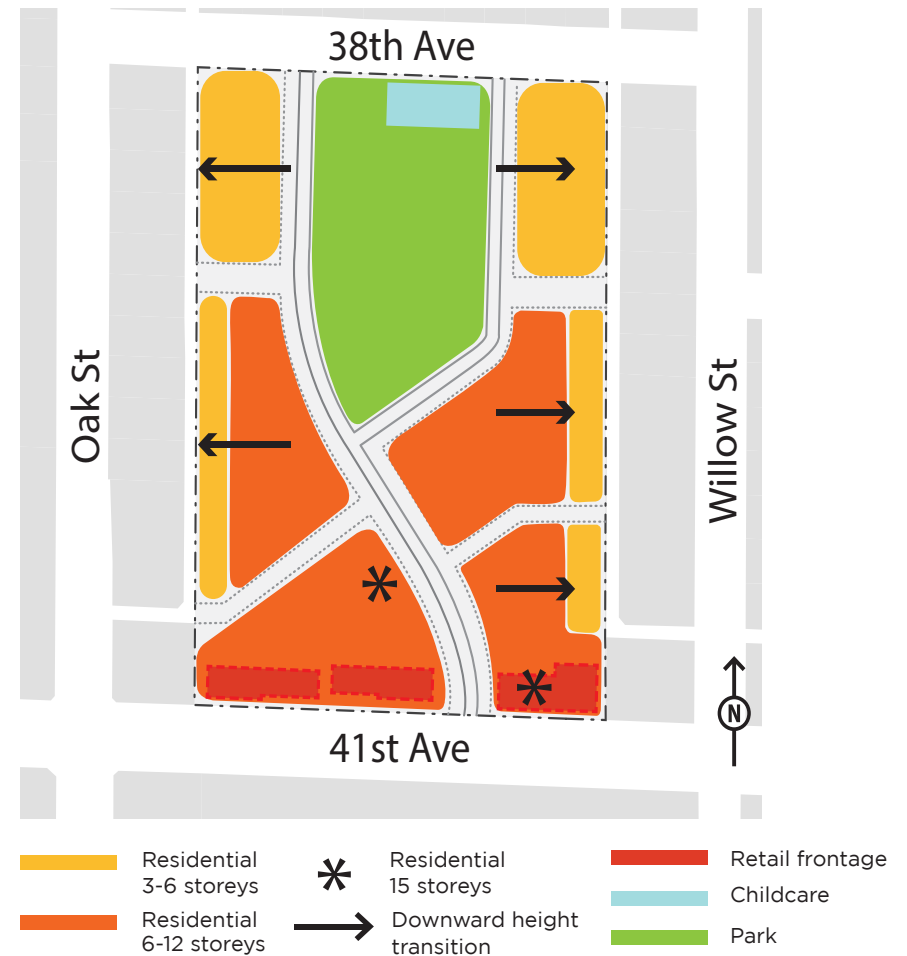 38th Ave
Oak St
Willow St
N
41st Ave
Residential
3-6 storeys
Residential
6-12 storeys
Residential
15 storeys
Downward height
transition
Retail frontage
Childcare
Park